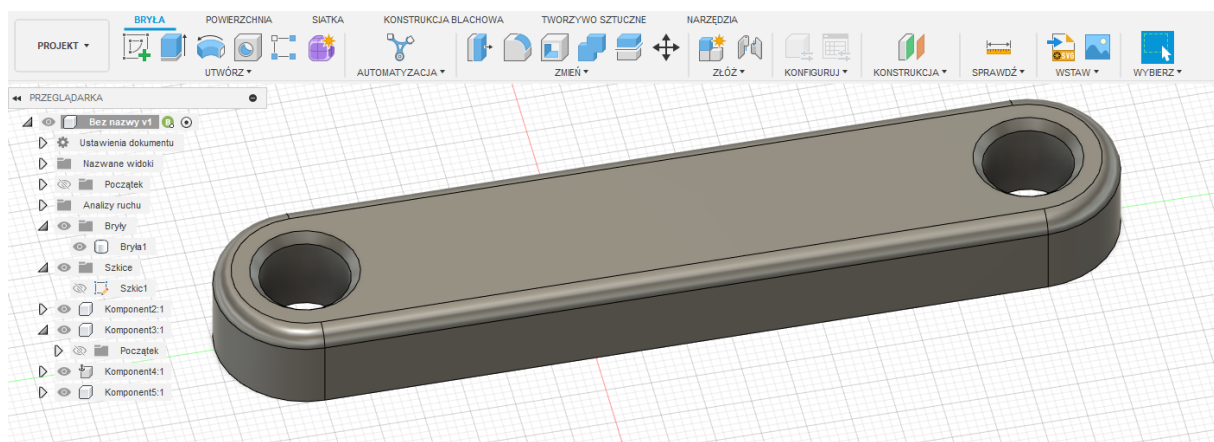 BRYŁA POWIERZCHNIA SIATKA KONSTRUKCJA BLACHOWA TWORZYWO SZTUCZNE NARZĘDZIA
PROJEKT
UTWÓRZ AUTOMATYZACJA ZMIEŃ ZŁÓŻ KONFIGURUJ KONSTRUKCJA SPRAWDŹ WSTAW WYBIERZ
PRZEGLĄDARKA
Bez nazwy v1
Ustawienia dokumentu
Nazwane widoki
Początek
Analizy ruchu
Bryły
Bryła1
Szkice
Szkic1
Komponent2:1
Komponent3:1
Początek
Komponent4:1
Komponent5:1